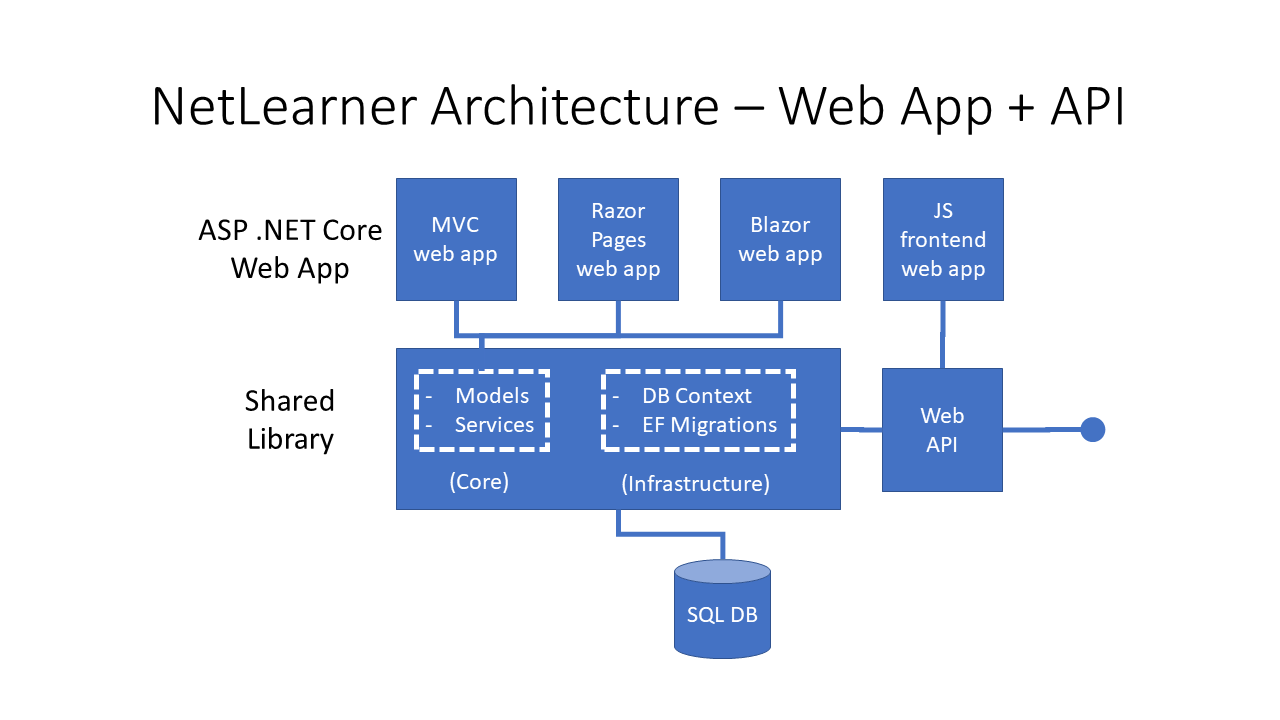 NetLearner Architecture – Web App + API
ASP .NET Core
Web App
MVC
web app
Razor
Pages
web app
Blazor
web app
JS
frontend
web app
Shared
Library
- Models
- Services
(Core)
- DB Context
- EF Migrations
(Infrastructure)
Web
API
SQL DB